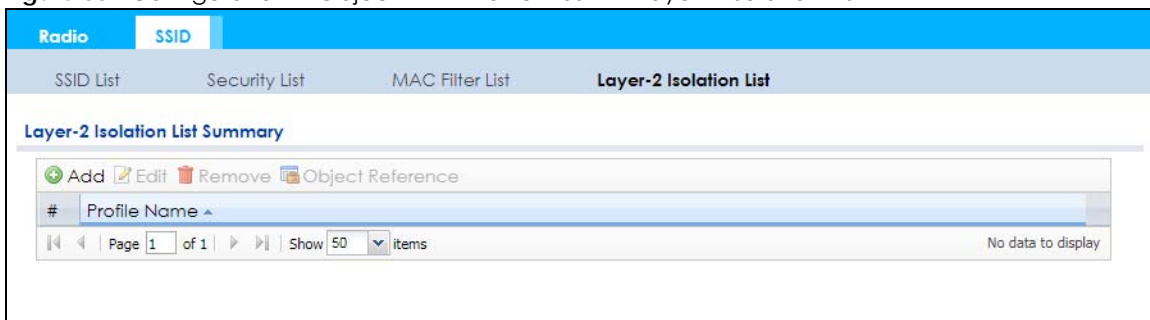 Radio SSID
SSID List Security List MAC Filter List Layer-2 Isolation List
Layer-2 Isolation List Summary
Add Edit Remove Object Reference
# Profile Name
Page 1 of 1 Show 50 items No data to display